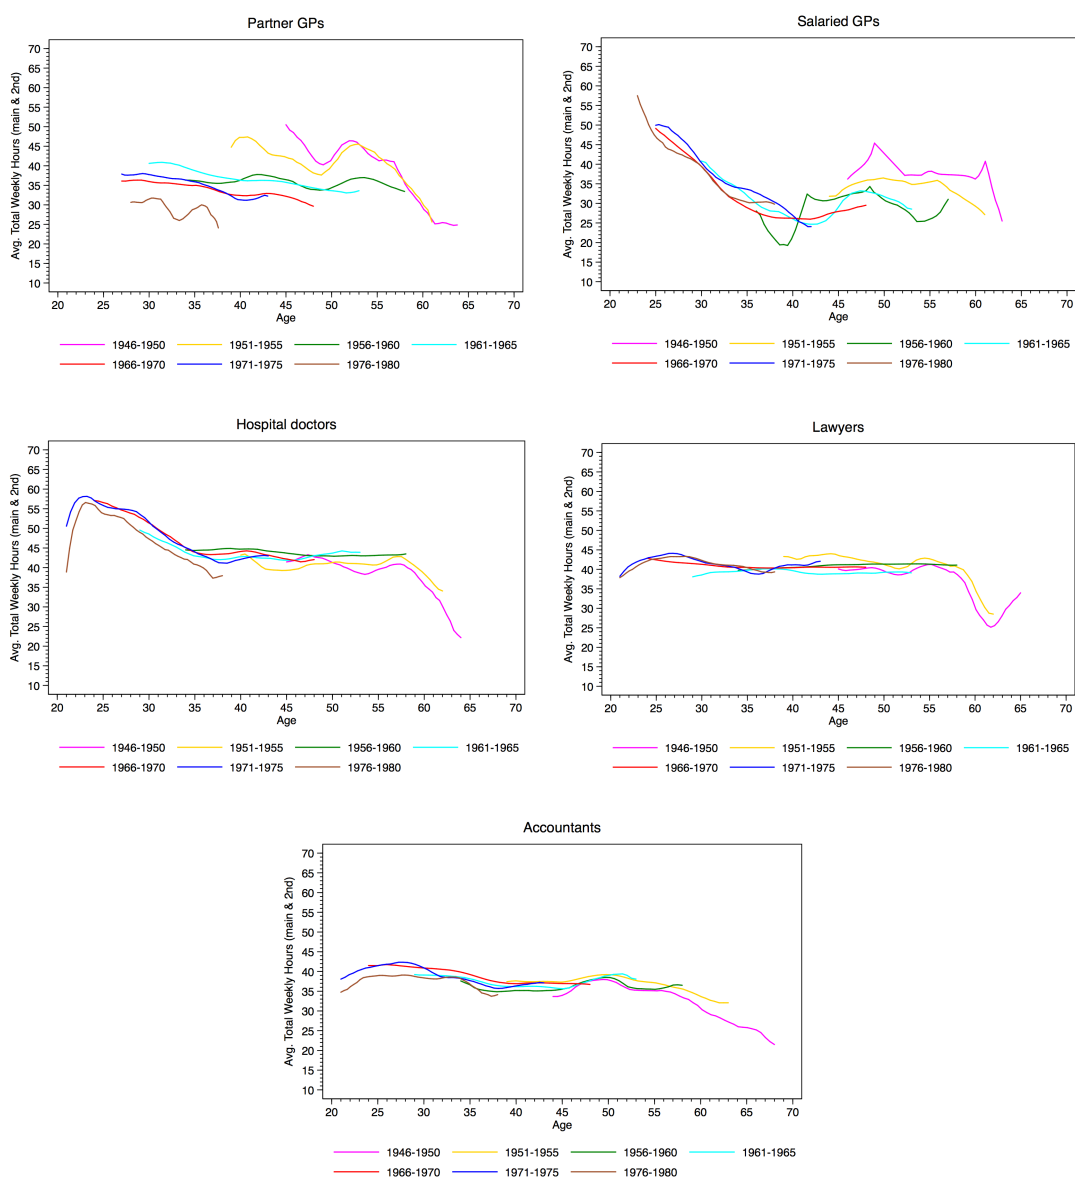 Partner GPs
Avg. Total Weekly Hours (main & 2nd)
70
65
60
55
50
45
40
35
30
25
20
15
10
20 25 30 35 40 45 50 55 60 65 70
Age
1946-1950 1951-1955 1956-1960 1961-1965
1966-1970 1971-1975 1976-1980
Salaried GPs
Avg. Total Weekly Hours (main & 2nd)
70
65
60
55
50
45
40
35
30
25
20
15
10
20 25 30 35 40 45 50 55 60 65 70
Age
1946-1950 1951-1955 1956-1960 1961-1965
1966-1970 1971-1975 1976-1980
Hospital doctors
Avg. Total Weekly Hours (main & 2nd)
70
65
60
55
50
45
40
35
30
25
20
15
10
20 25 30 35 40 45 50 55 60 65 70
Age
1946-1950 1951-1955 1956-1960 1961-1965
1966-1970 1971-1975 1976-1980
Lawyers
Avg. Total Weekly Hours (main & 2nd)
70
65
60
55
50
45
40
35
30
25
20
15
10
20 25 30 35 40 45 50 55 60 65 70
Age
1946-1950 1951-1955 1956-1960 1961-1965
1966-1970 1971-1975 1976-1980
Accountants
Avg. Total Weekly Hours (main & 2nd)
70
65
60
55
50
45
40
35
30
25
20
15
10
20 25 30 35 40 45 50 55 60 65 70
Age
1946-1950 1951-1955 1956-1960 1961-1965
1966-1970 1971-1975 1976-1980